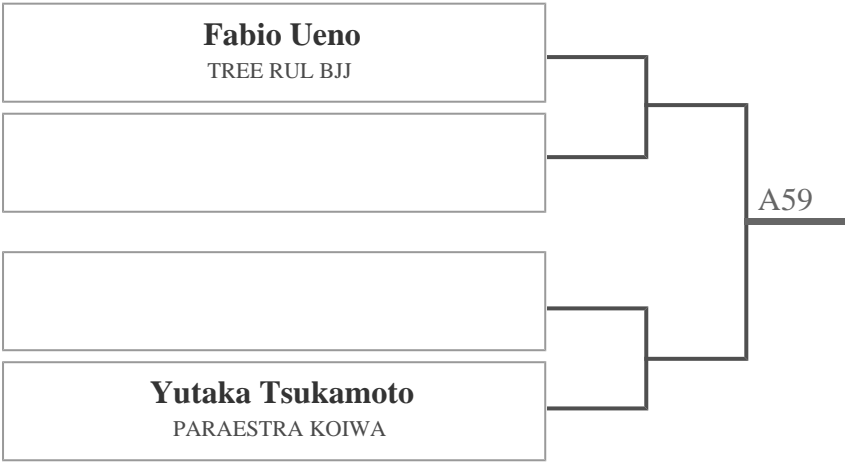 Fabio Ueno
TREE RUL BJJ
A59
Yutaka Tsukamoto
PARAESTRA KOIWA